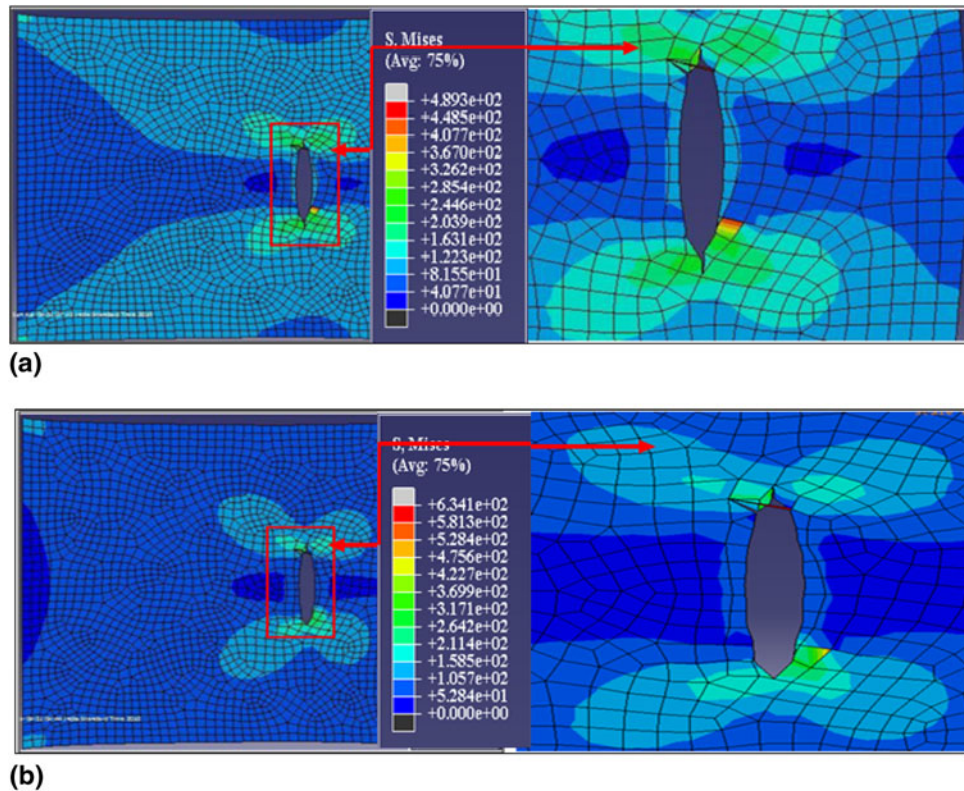 S, Mises
(Avg: 75%)
+4.893e+02
+4.485e+02
+4.077e+02
+3.670e+02
+3.262e+02
+2.854e+02
+2.446e+02
+2.039e+02
+1.631e+02
+1.223e+02
+8.155e+01
+4.077e+01
+0.000e+00
(a)
S, Mises
(Avg: 75%)
+6.341e+02
+5.813e+02
+5.284e+02
+4.756e+02
+4.227e+02
+3.699e+02
+3.171e+02
+2.642e+02
+2.114e+02
+1.585e+02
+1.057e+02
+5.284e+01
+0.000e+00
(b)